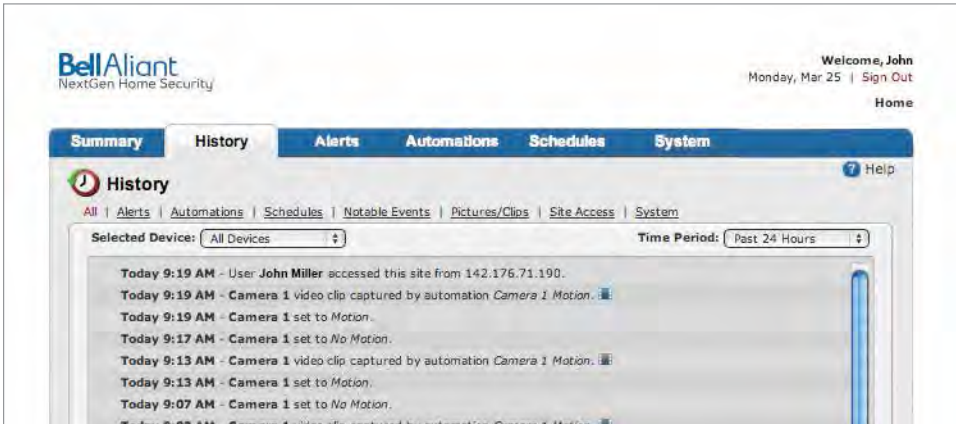 BellAliant
NextGen Home Security
Welcome, John
Monday, Mar 25 | Sign Out
Home
Summary History Alerts Automations Schedules System
Help
History
All | Alerts | Automations | Schedules | Notable Events | Pictures/Clips | Site Access | System
Selected Device: All Devices Time Period: Past 24 Hours
Today 9:19 AM - User John Miller accessed this site from 142.176.71.190.
Today 9:19 AM - Camera 1 video clip captured by automation Camera 1 Motion.
Today 9:19 AM - Camera 1 set to Motion.
Today 9:17 AM - Camera 1 set to No Motion.
Today 9:13 AM - Camera 1 video clip captured by automation Camera 1 Motion.
Today 9:13 AM - Camera 1 set to Motion.
Today 9:07 AM - Camera 1 set to No Motion.